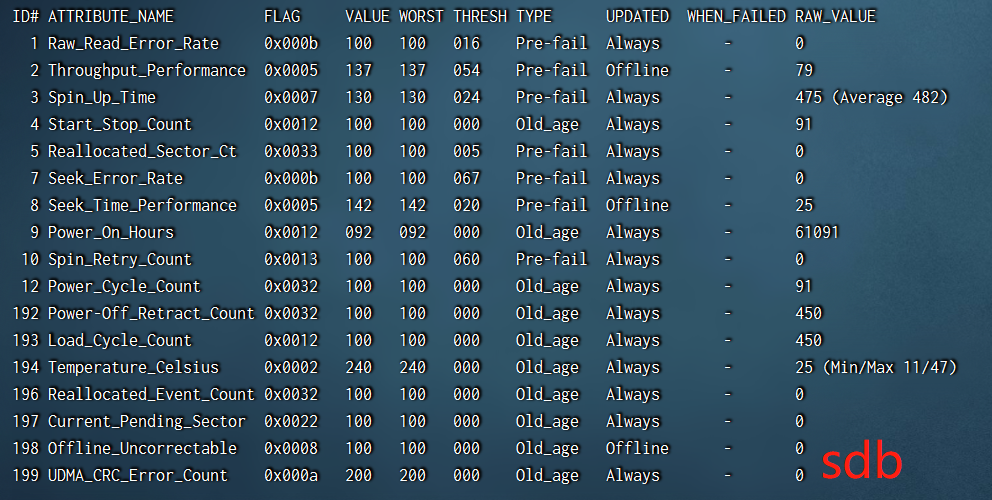 ID# ATTRIBUTE_NAME FLAG VALUE WORST THRESH TYPE UPDATED WHEN_FAILED RAW_VALUE
1 Raw_Read_Error_Rate 0x000b 100 100 016 Pre-fail Always - 0
2 Throughput_Performance 0x0005 137 137 054 Pre-fail Offline - 79
3 Spin_Up_Time 0x0007 130 130 024 Pre-fail Always - 475 (Average 482)
4 Start_Stop_Count 0x0012 100 100 000 Old_age Always - 91
5 Reallocated_Sector_Ct 0x0033 100 100 005 Pre-fail Always - 0
7 Seek_Error_Rate 0x000b 100 100 067 Pre-fail Always - 0
8 Seek_Time_Performance 0x0005 142 142 020 Pre-fail Offline - 25
9 Power_On_Hours 0x0012 092 092 000 Old_age Always - 61091
10 Spin_Retry_Count 0x0013 100 100 060 Pre-fail Always - 0
12 Power_Cycle_Count 0x0032 100 100 000 Old_age Always - 91
192 Power-Off_Retract_Count 0x0032 100 100 000 Old_age Always - 450
193 Load_Cycle_Count 0x0012 100 100 000 Old_age Always - 450
194 Temperature_Celsius 0x0002 240 240 000 Old_age Always - 25 (Min/Max 11/47)
196 Reallocated_Event_Count 0x0032 100 100 000 Old_age Always - 0
197 Current_Pending_Sector 0x0022 100 100 000 Old_age Always - 0
198 Offline_Uncorrectable 0x0008 100 100 000 Old_age Offline - 0
199 UDMA_CRC_Error_Count 0x000a 200 200 000 Old_age Always - 0
sdb